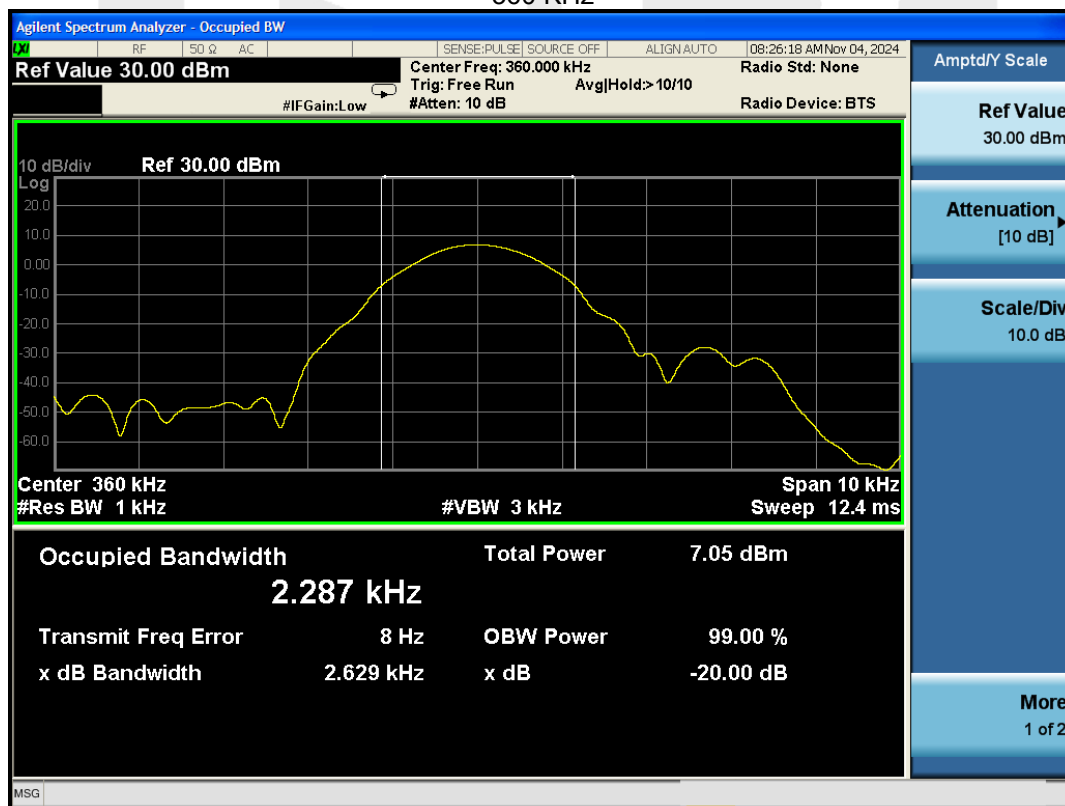 Agilent Spectrum Analyzer - Occupied BW
LXI RF 50 Ω AC SENSE:PULSE SOURCE OFF ALIGN AUTO 08:26:18 AM Nov 04, 2024
Ref Value 30.00 dBm
Center Freq: 360.000 kHz Radio Std: None
Trig: Free Run Avg|Hold:> 10/10
#IFGain:Low #Atten: 10 dB Radio Device: BTS
10 dB/div Ref 30.00 dBm
Log
20.0
10.0
0.00
-10.0
-20.0
-30.0
-40.0
-50.0
-60.0
Center 360 kHz Span 10 kHz
#Res BW 1 kHz #VBW 3 kHz Sweep 12.4 ms
Occupied Bandwidth Total Power 7.05 dBm
2.287 kHz
Transmit Freq Error 8 Hz OBW Power 99.00 %
x dB Bandwidth 2.629 kHz x dB -20.00 dB
MSG
Amptd/Y Scale
Ref Value
30.00 dBm
Attenuation
[10 dB]
Scale/Div
10.0 dB
More
1 of 2